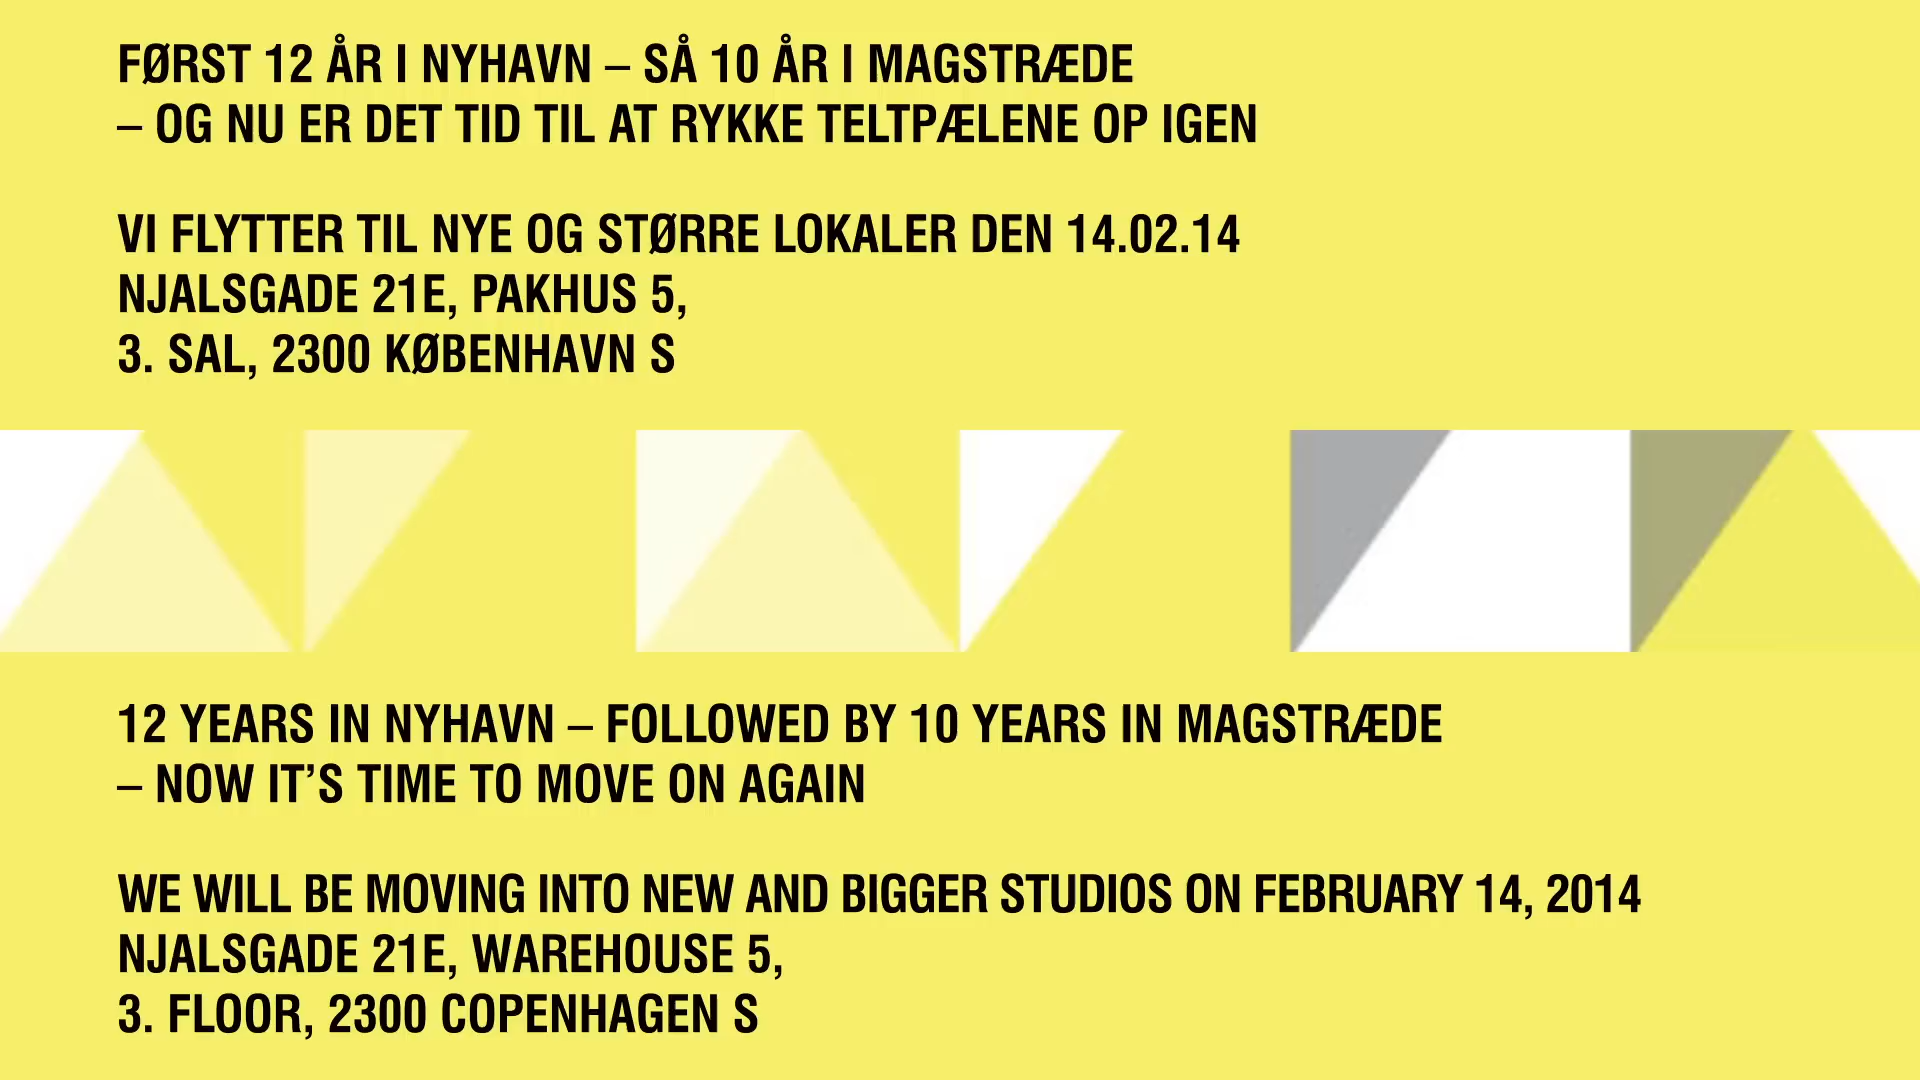 FØRST 12 ÅR I NYHAVN – SÅ 10 ÅR I MAGSTRÆDE
– OG NU ER DET TID TIL AT RYKKE TELTPÆLENE OP IGEN
VI FLYTTER TIL NYE OG STØRRE LOKALER DEN 14.02.14
NJALSGADE 21E, PAKHUS 5,
3. SAL, 2300 KØBENHAVN S
12 YEARS IN NYHAVN – FOLLOWED BY 10 YEARS IN MAGSTRÆDE
– NOW IT’S TIME TO MOVE ON AGAIN
WE WILL BE MOVING INTO NEW AND BIGGER STUDIOS ON FEBRUARY 14, 2014
NJALSGADE 21E, WAREHOUSE 5,
3. FLOOR, 2300 COPENHAGEN S